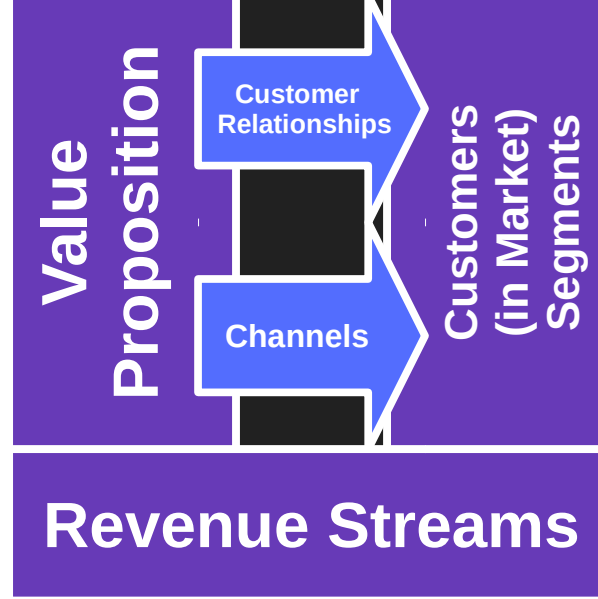 Value
Proposition
Customer
Relationships
Channels
Customers
(in Market)
Segments
Revenue Streams